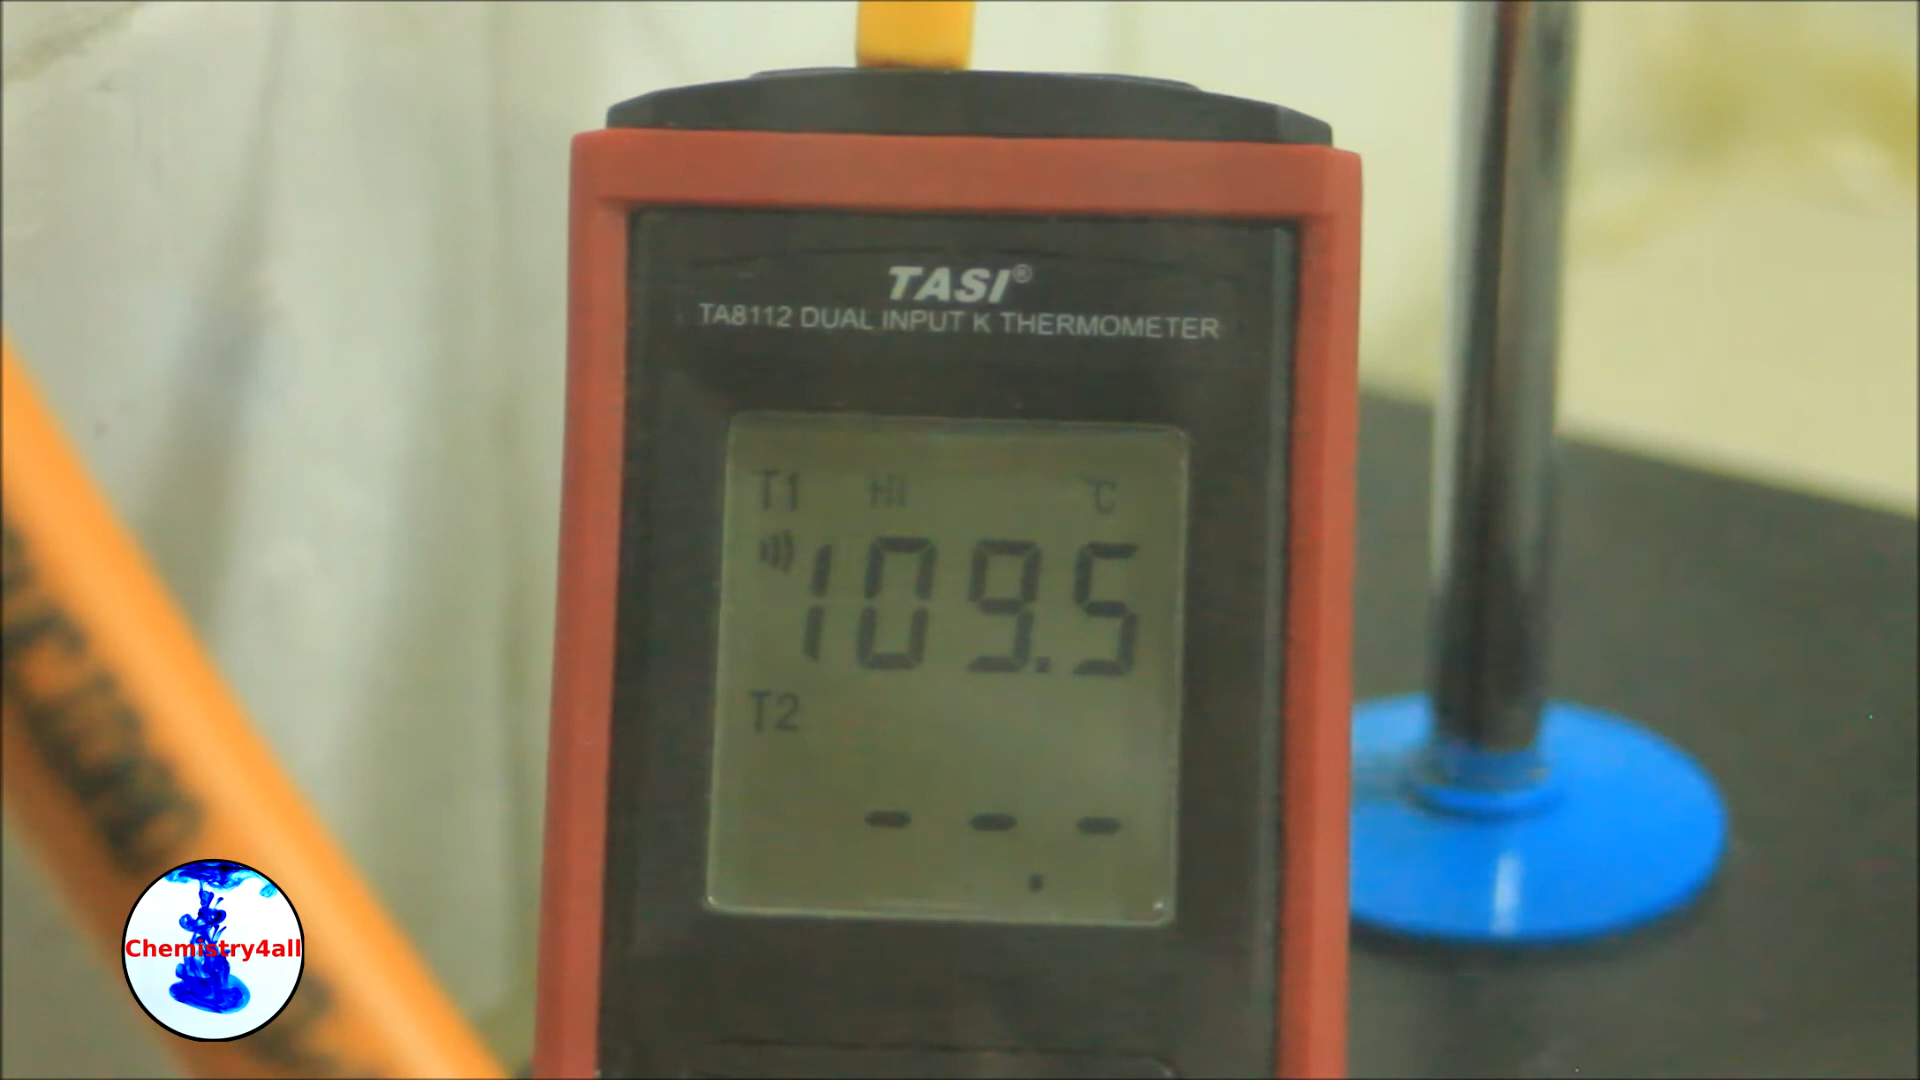 TASI®
TA8112 DUAL INPUT K THERMOMETER
T1 HI °C
109.5
T2
- - -
Chemistry4all